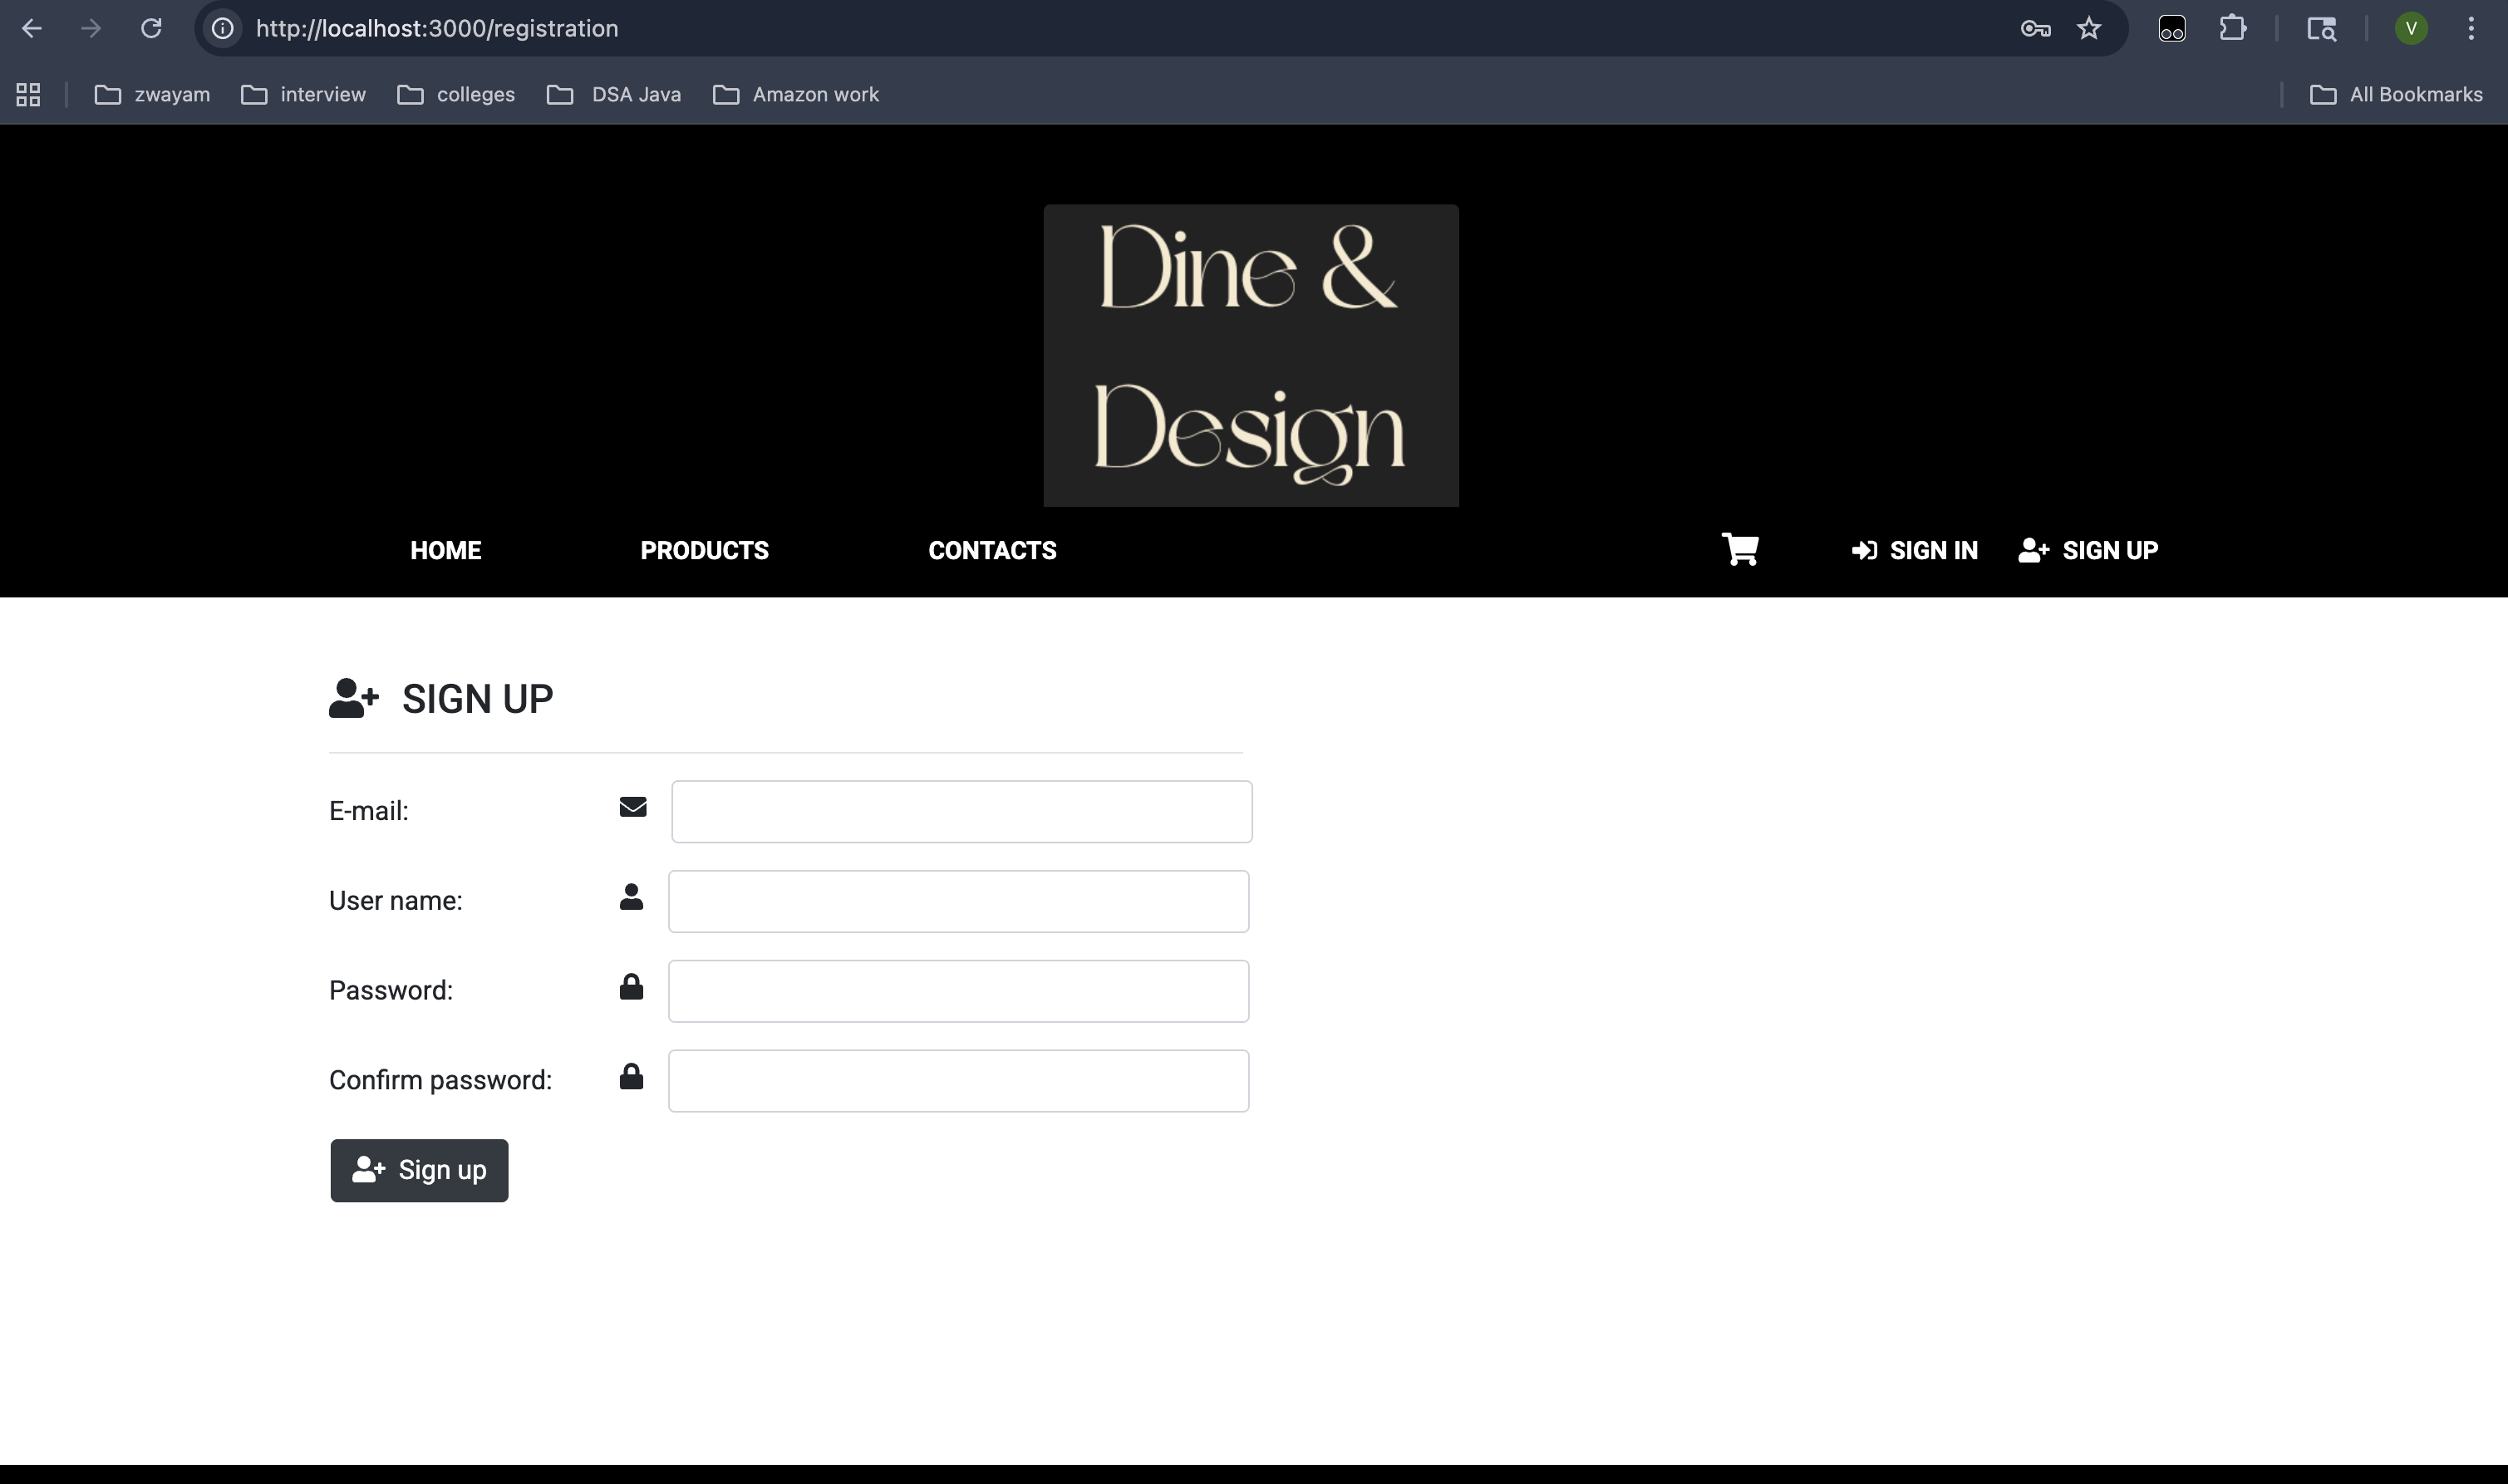 http://localhost:3000/registration
V
zwayam interview colleges DSA Java Amazon work All Bookmarks
Dine &
Design
HOME PRODUCTS CONTACTS SIGN IN SIGN UP
SIGN UP
E-mail:
User name:
Password:
Confirm password:
Sign up